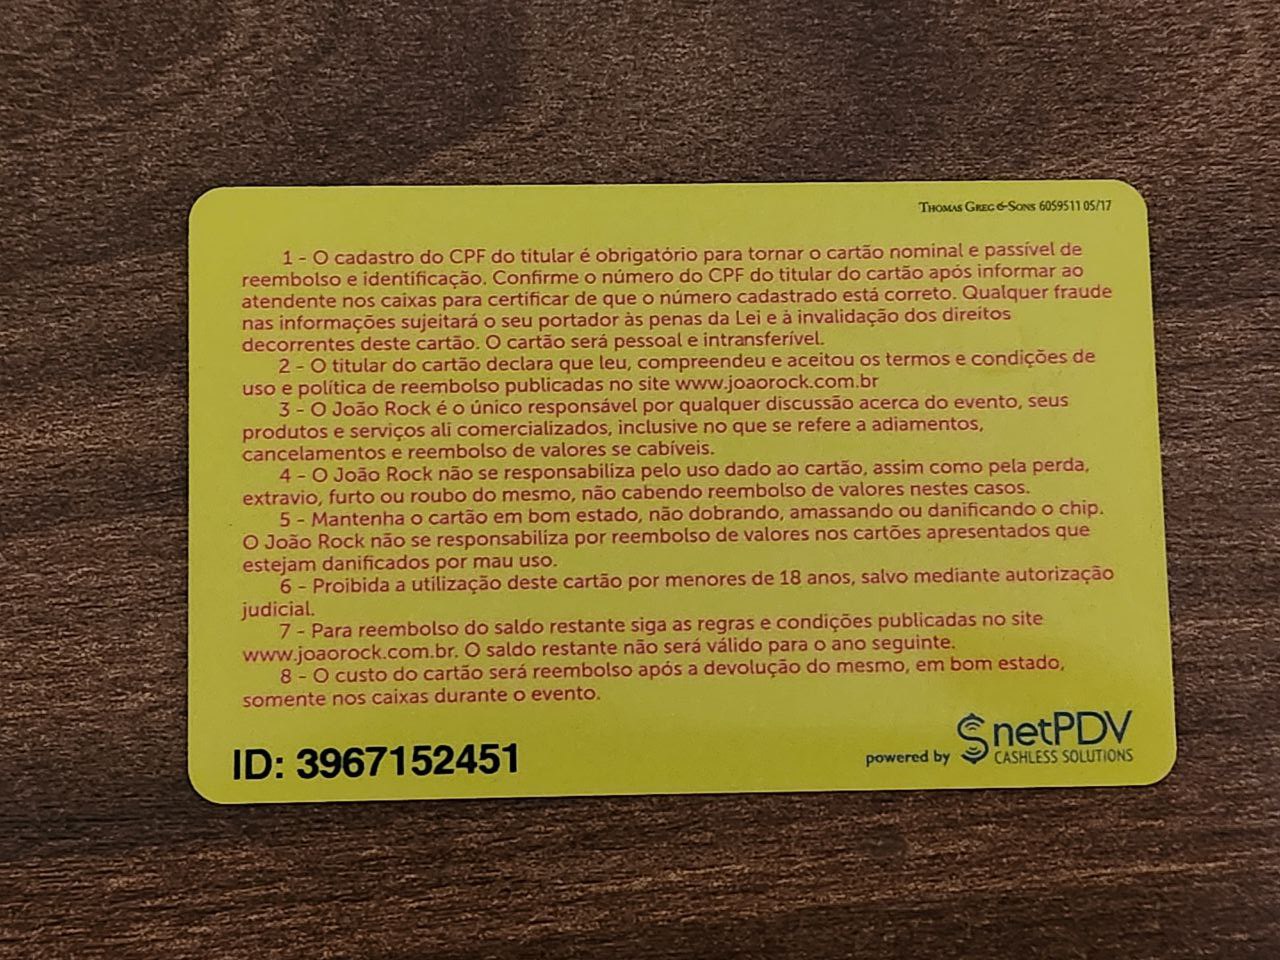 THOMAS GREG & SONS 6059511 05/17
1 - O cadastro do CPF do titular é obrigatório para tornar o cartão nominal e passível de
reembolso e identificação. Confirme o número do CPF do titular do cartão após informar ao
atendente nos caixas para certificar de que o número cadastrado está correto. Qualquer fraude
nas informações sujeitará o seu portador às penas da Lei e à invalidação dos direitos
decorrentes deste cartão. O cartão será pessoal e intransferível.
2 - O titular do cartão declara que leu, compreendeu e aceitou os termos e condições de
uso e política de reembolso publicadas no site www.joaorock.com.br
3 - O João Rock é o único responsável por qualquer discussão acerca do evento, seus
produtos e serviços ali comercializados, inclusive no que se refere a adiamentos,
cancelamentos e reembolso de valores se cabíveis.
4 - O João Rock não se responsabiliza pelo uso dado ao cartão, assim como pela perda,
extravio, furto ou roubo do mesmo, não cabendo reembolso de valores nestes casos.
5 - Mantenha o cartão em bom estado, não dobrando, amassando ou danificando o chip.
O João Rock não se responsabiliza por reembolso de valores nos cartões apresentados que
estejam danificados por mau uso.
6 - Proibida a utilização deste cartão por menores de 18 anos, salvo mediante autorização
judicial.
7 - Para reembolso do saldo restante siga as regras e condições publicadas no site
www.joaorock.com.br. O saldo restante não será válido para o ano seguinte.
8 - O custo do cartão será reembolso após a devolução do mesmo, em bom estado,
somente nos caixas durante o evento.
ID: 3967152451
powered by SnetPDV
CASHLESS SOLUTIONS